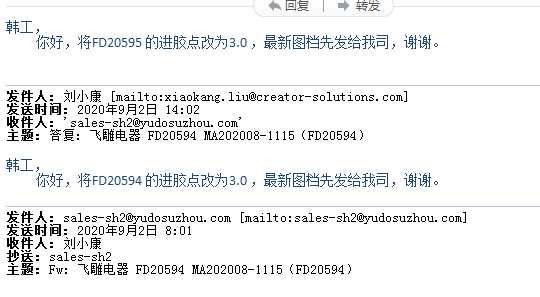 回复 转发
韩工，
你好，将FD20595 的进胶点改为3.0 ，最新图档先发给我司，谢谢。
发件人: 刘小康 [mailto:xiaokang.liu@creator-solutions.com]
发送时间: 2020年9月2日 14:02
收件人: 'sales-sh2@yudosuzhou.com'
主题: 答复: 飞雕电器 FD20594 MA202008-1115（FD20594）
韩工，
你好，将FD20594 的进胶点改为3.0 ，最新图档先发给我司，谢谢。
发件人: sales-sh2@yudosuzhou.com [mailto:sales-sh2@yudosuzhou.com]
发送时间: 2020年9月2日 8:01
收件人: 刘小康
抄送: sales-sh2
主题: Fw: 飞雕电器 FD20594 MA202008-1115（FD20594）